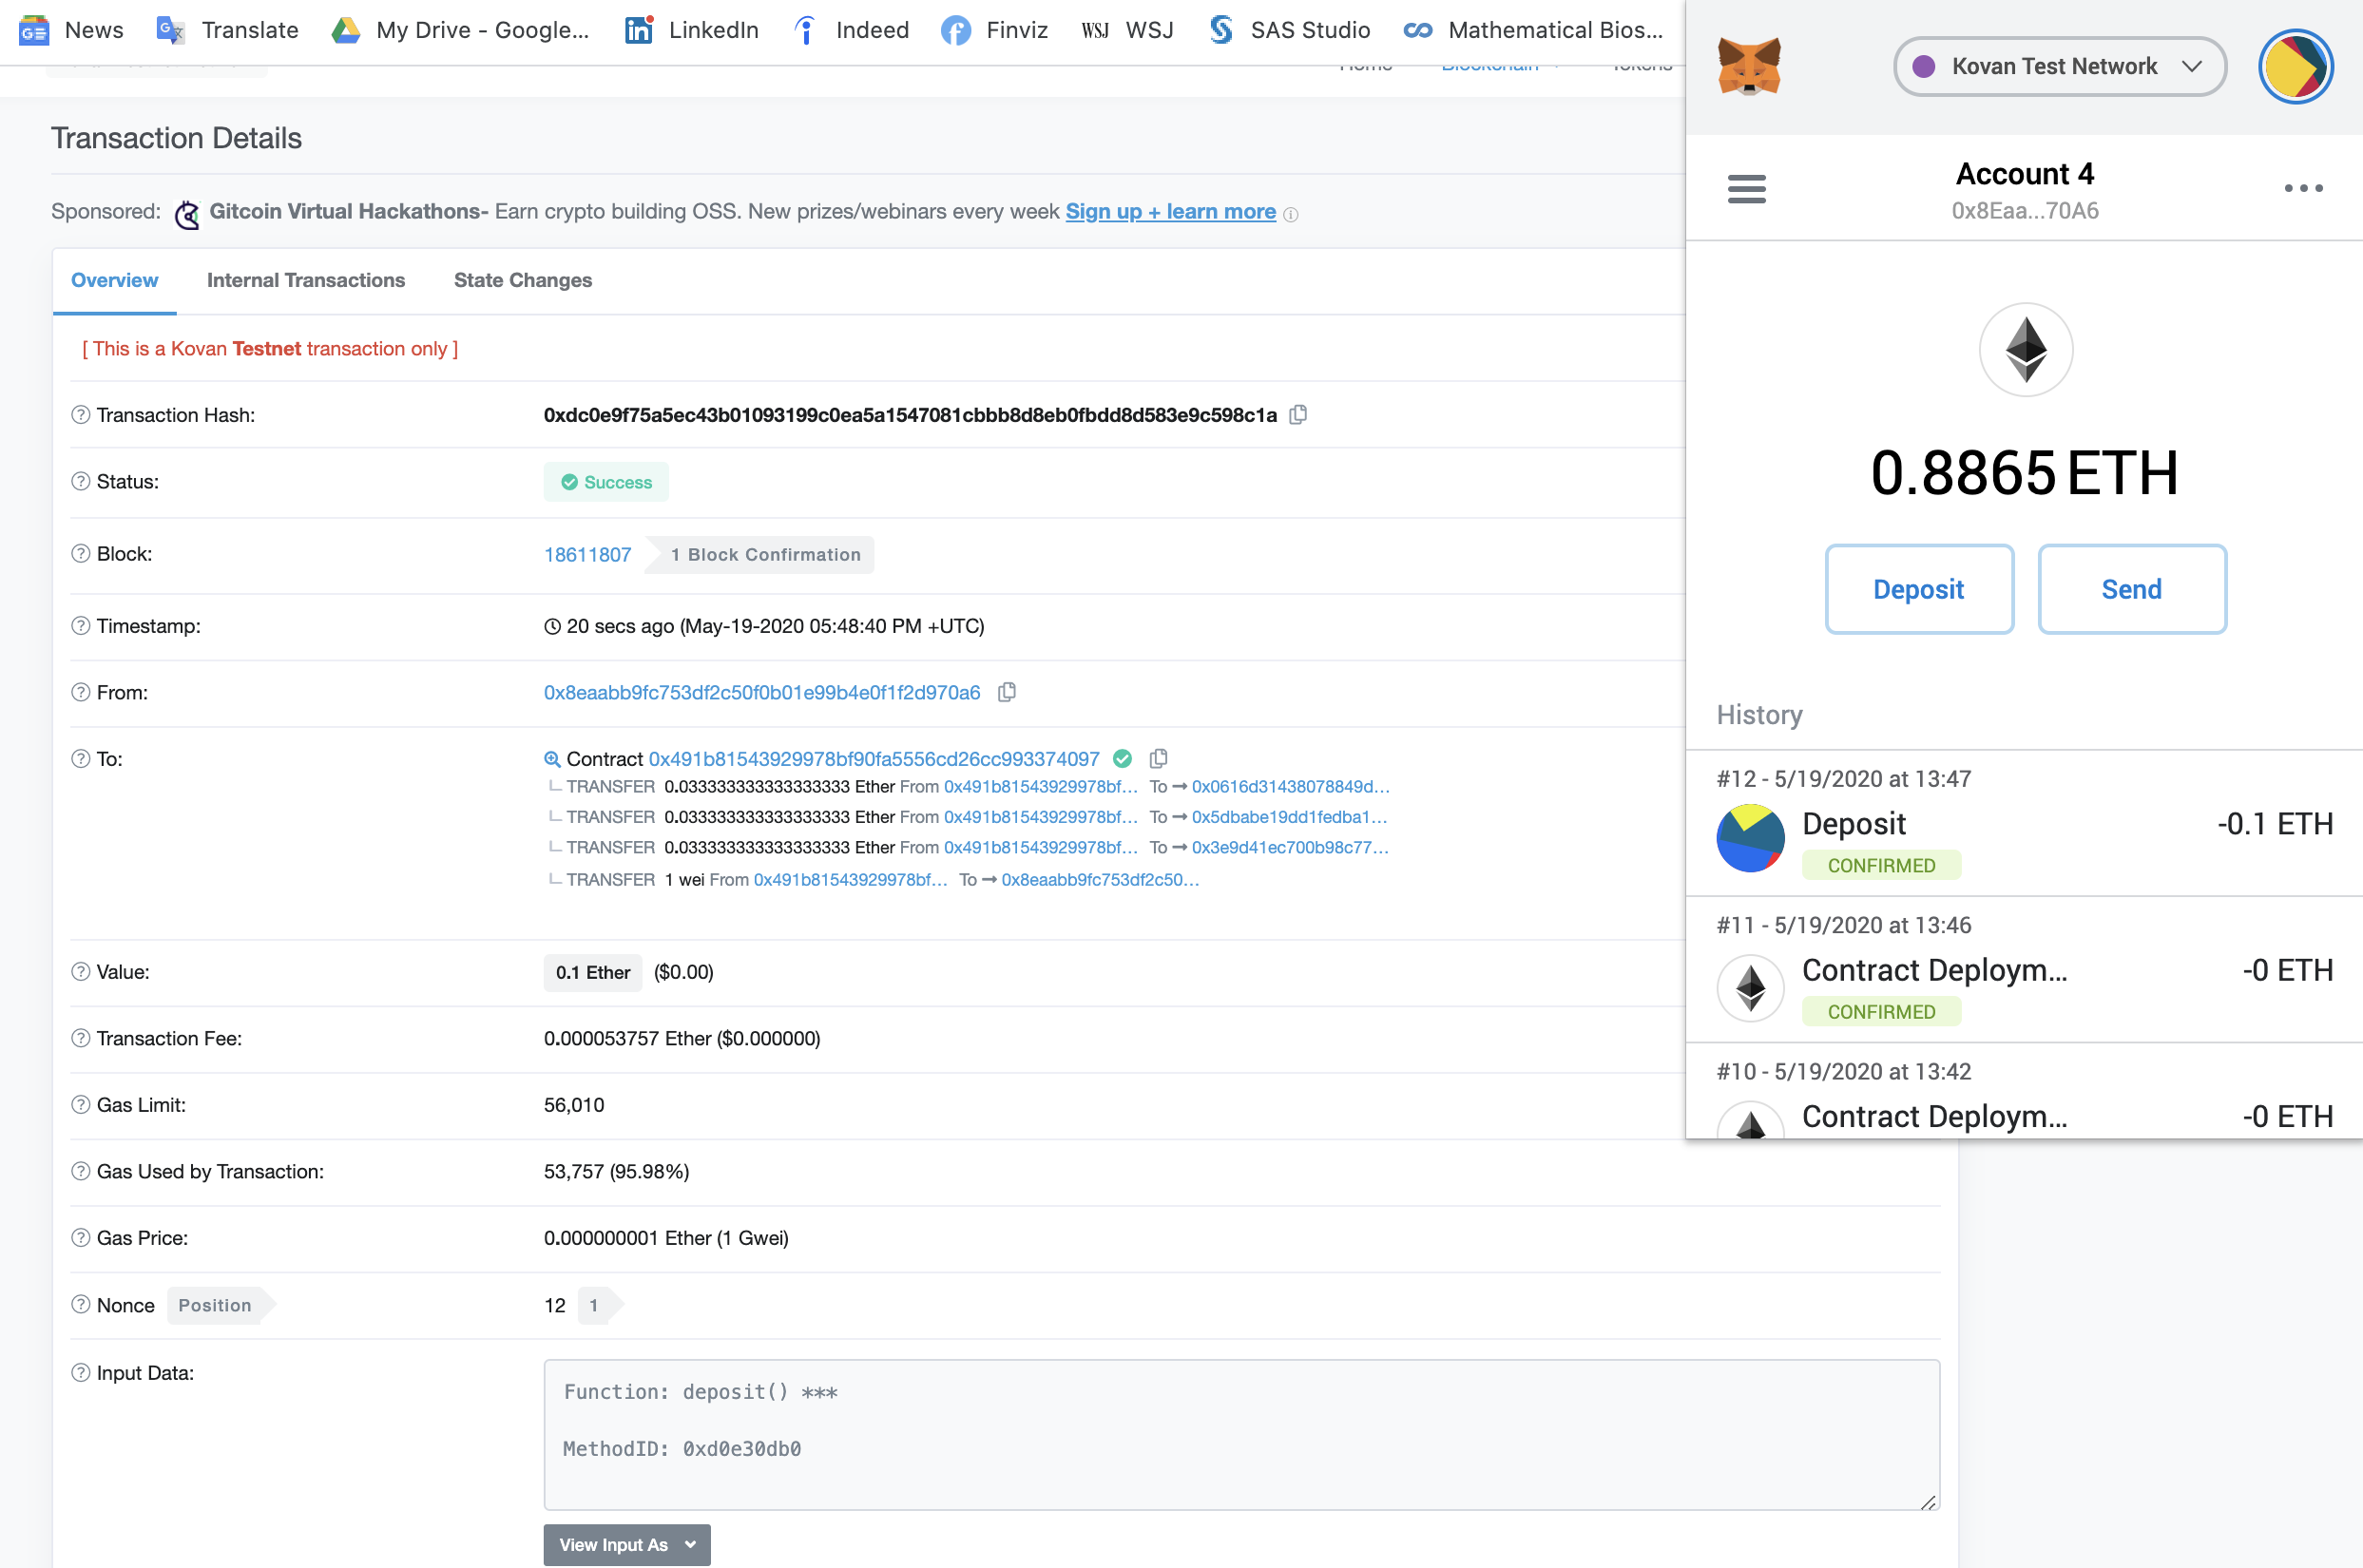 News Translate My Drive - Google... LinkedIn Indeed Finviz WSJ WSJ SAS Studio Mathematical Bios...
Home Blockchain Tokens
Transaction Details
Sponsored: Gitcoin Virtual Hackathons- Earn crypto building OSS. New prizes/webinars every week Sign up + learn more
Overview Internal Transactions State Changes
[ This is a Kovan Testnet transaction only ]
Transaction Hash: 0xdc0e9f75a5ec43b01093199c0ea5a1547081cbbb8d8eb0fbdd8d583e9c598c1a
Status: Success
Block: 18611807 1 Block Confirmation
Timestamp: 20 secs ago (May-19-2020 05:48:40 PM +UTC)
From: 0x8eaabb9fc753df2c50f0b01e99b4e0f1f2d970a6
To: Contract 0x491b81543929978bf90fa5556cd26cc993374097
TRANSFER 0.033333333333333333 Ether From 0x491b81543929978bf... To 0x0616d31438078849d...
TRANSFER 0.033333333333333333 Ether From 0x491b81543929978bf... To 0x5dbabe19dd1fedba1...
TRANSFER 0.033333333333333333 Ether From 0x491b81543929978bf... To 0x3e9d41ec700b98c77...
TRANSFER 1 wei From 0x491b81543929978bf... To 0x8eaabb9fc753df2c50...
Value: 0.1 Ether ($0.00)
Transaction Fee: 0.000053757 Ether ($0.000000)
Gas Limit: 56,010
Gas Used by Transaction: 53,757 (95.98%)
Gas Price: 0.000000001 Ether (1 Gwei)
Nonce Position 12 1
Input Data: Function: deposit() ***
MethodID: 0xd0e30db0
View Input As
Kovan Test Network
Account 4
0x8Eaa...70A6
0.8865 ETH
Deposit Send
History
#12 - 5/19/2020 at 13:47
Deposit -0.1 ETH
CONFIRMED
#11 - 5/19/2020 at 13:46
Contract Deploym... -0 ETH
CONFIRMED
#10 - 5/19/2020 at 13:42
Contract Deploym... -0 ETH